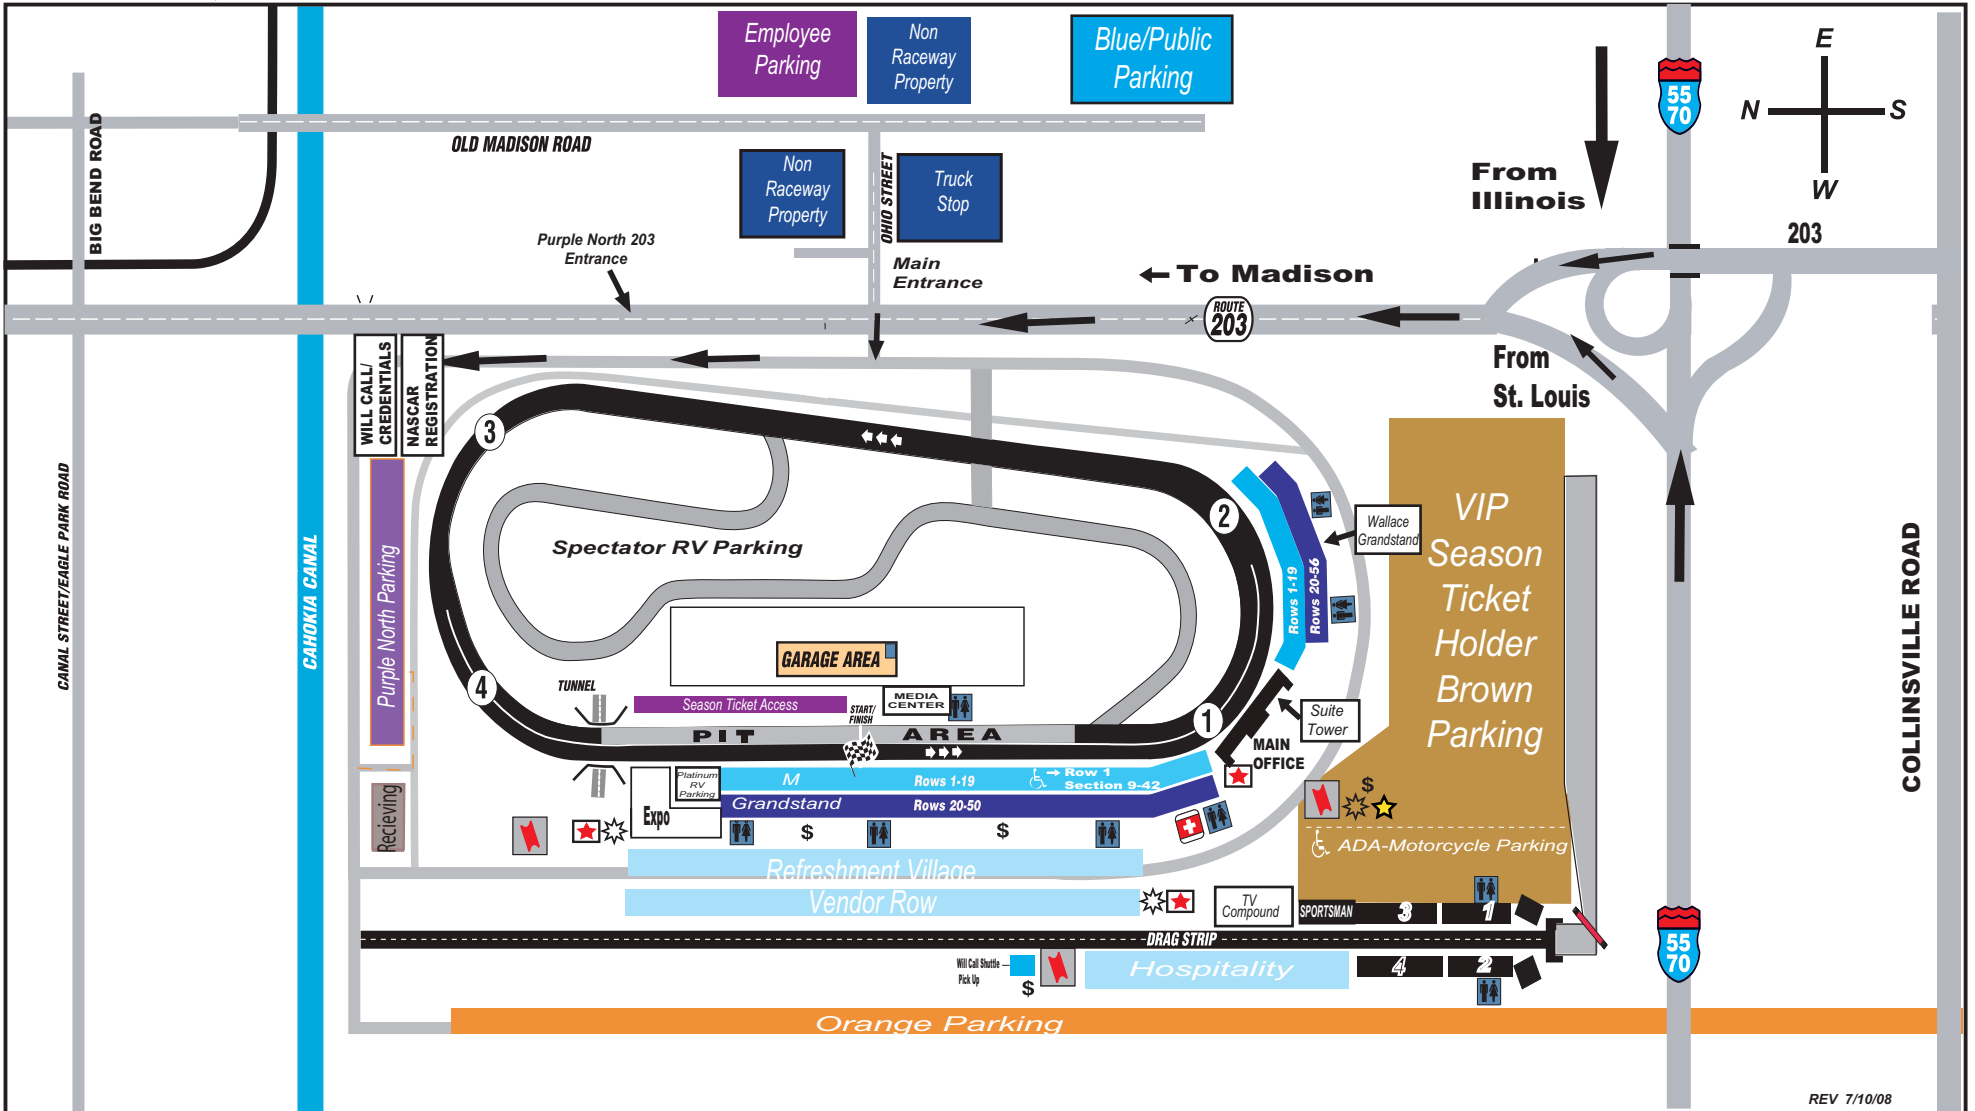 Employee
Parking
Non
Raceway
Property
Blue/Public
Parking
55
70
E
N
S
W
OLD MADISON ROAD
BIG BEND ROAD
Non
Raceway
Property
OHIO STREET
Truck
Stop
From
Illinois
203
Purple North 203
Entrance
Main
Entrance
To Madison
ROUTE
203
WILL CALL/
CREDENTIALS
NASCAR
REGISTRATION
From
St. Louis
3
2
Spectator RV Parking
Wallace
Grandstand
Rows 1-19
Rows 20-56
VIP
Season
Ticket
Holder
Brown
Parking
CANAL STREET/EAGLE PARK ROAD
CAHOKIA CANAL
Purple North Parking
COLLINSVILLE ROAD
GARAGE AREA
4
TUNNEL
Season Ticket Access
MEDIA
CENTER
START/
FINISH
PIT AREA
1
Suite
Tower
MAIN
OFFICE
Platinum
RV
Parking
M
Rows 1-19
Row 1
Section 9-42
Grandstand
Rows 20-50
Expo
Recieving
$
$
$
ADA-Motorcycle Parking
Refreshment Village
Vendor Row
TV
Compound
SPORTSMAN
3
1
DRAG STRIP
Will Call Shuttle
Pick Up
$
Hospitality
4
2
55
70
Orange Parking
REV 7/10/08